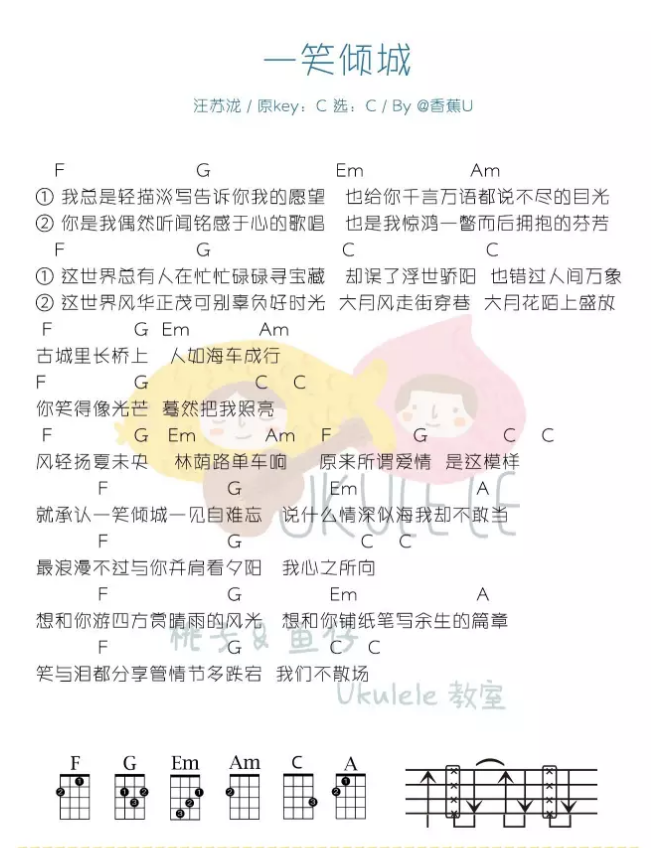 一笑倾城
汪苏泷 / 原key：C 选：C / By @香蕉U
F G Em Am
① 我总是轻描淡写告诉你我的愿望 也给你千言万语都说不尽的目光
② 你是我偶然听闻铭感于心的歌唱 也是我惊鸿一瞥而后拥抱的芬芳
F G C C
① 这世界总有人在忙忙碌碌寻宝藏 却误了浮世骄阳 也错过人间万象
② 这世界风华正茂可别辜负好时光 大月风走街穿巷 大月花陌上盛放
F G Em Am
古城里长桥上 人如海车成行
F G C C
你笑得像光芒 蓦然把我照亮
F G Em Am F G C C
风轻扬夏未央 林荫路单车响 原来所谓爱情 是这模样
F G Em A
就承认一笑倾城一见自难忘 说什么情深似海我却不敢当
F G C C
最浪漫不过与你并肩看夕阳 我心之所向
F G Em A
想和你游四方赏晴雨的风光 想和你铺纸笔写余生的篇章
F G C C
笑与泪都分享管情节多跌宕 我们不散场
UKULELE
桃子 & 鱼仔
Ukulele 教室
F G Em Am C A